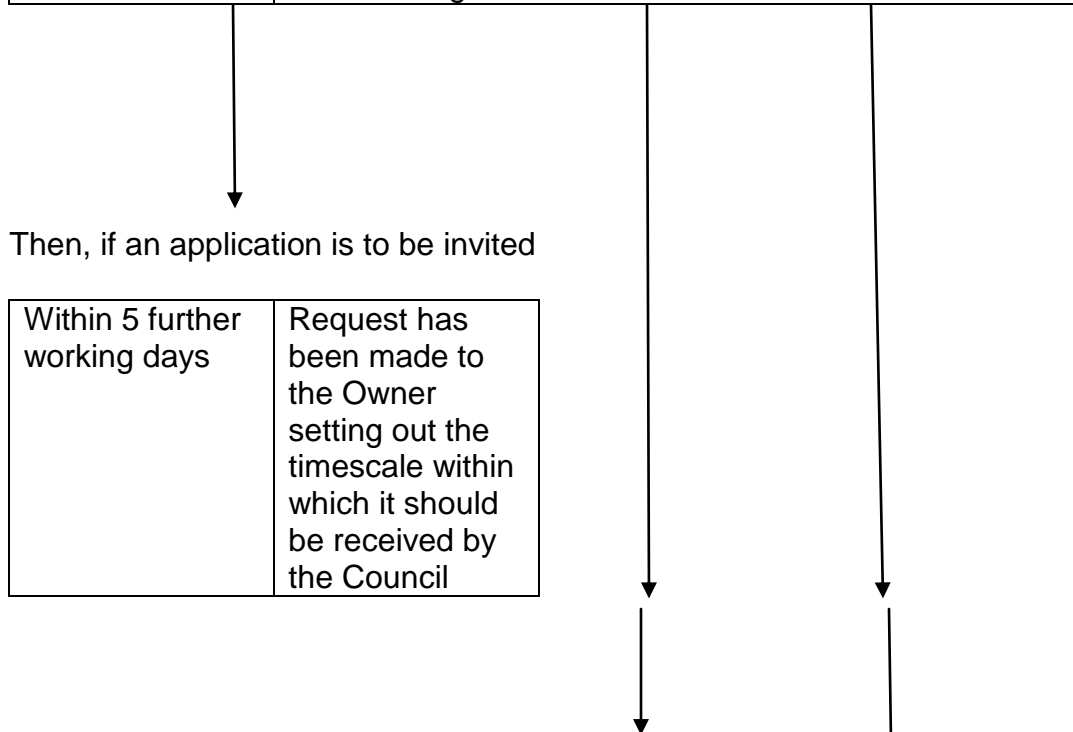 Then, if an application is to be invited
Within 5 further
working days
Request has
been made to
the Owner
setting out the
timescale within
which it should
be received by
the Council